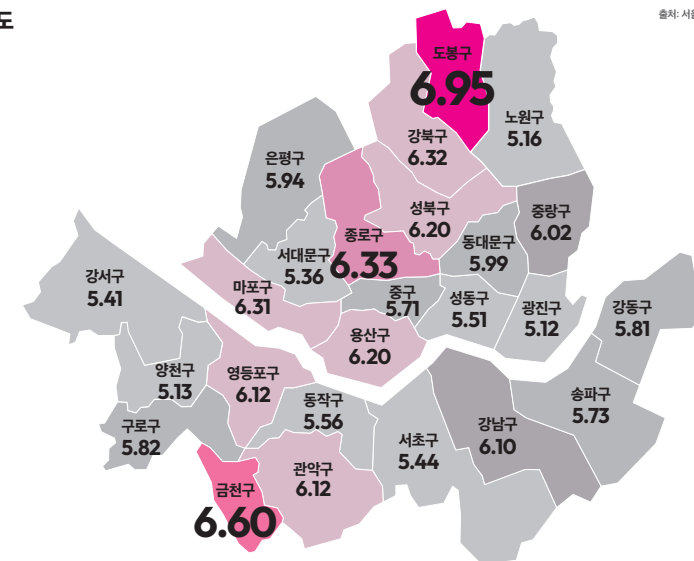 도
출처: 서울
도봉구
6.95
노원구
5.16
강북구
6.32
은평구
5.94
성북구
6.20
중랑구
6.02
종로구
6.33
동대문구
5.99
서대문구
5.36
강서구
5.41
마포구
6.31
중구
5.71
성동구
5.51
광진구
5.12
강동구
5.81
용산구
6.20
양천구
5.13
영등포구
6.12
동작구
5.56
송파구
5.73
구로구
5.82
서초구
5.44
강남구
6.10
관악구
6.12
금천구
6.60